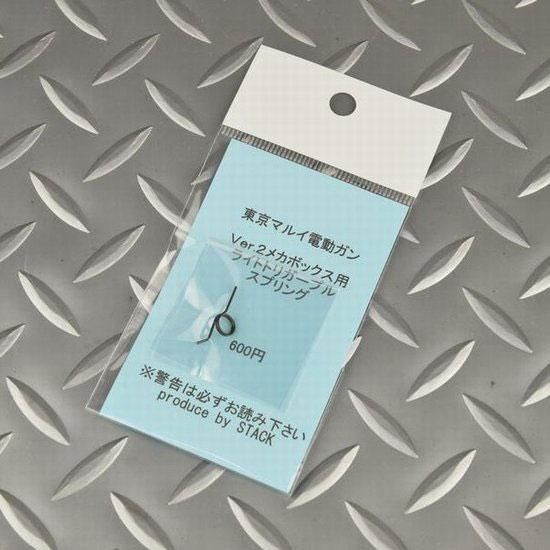 東京マルイ電動ガン
Ver.2メカボックス用
ライトトリガープル
スプリング
600円
※警告は必ずお読み下さい
produce by STACK